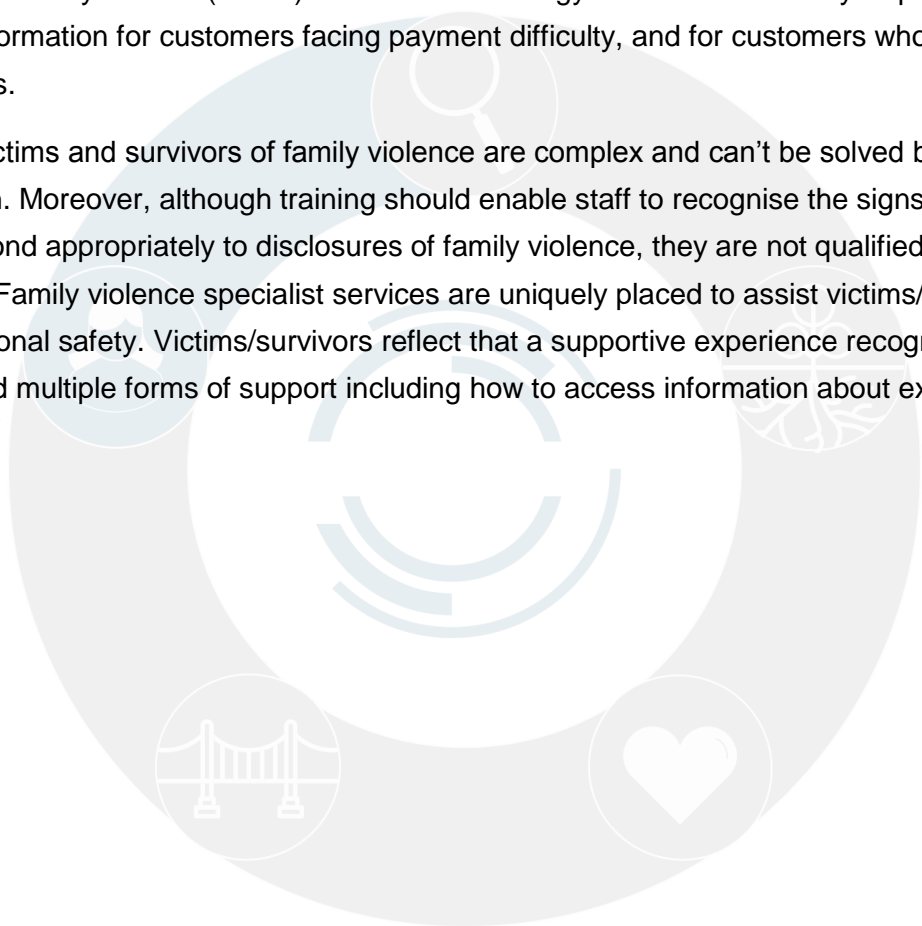 formation for customers facing payment difficulty, and for customers who
s.
ctims and survivors of family violence are complex and can’t be solved b
n. Moreover, although training should enable staff to recognise the signs
ond appropriately to disclosures of family violence, they are not qualified
Family violence specialist services are uniquely placed to assist victims/
onal safety. Victims/survivors reflect that a supportive experience recogn
d multiple forms of support including how to access information about ex